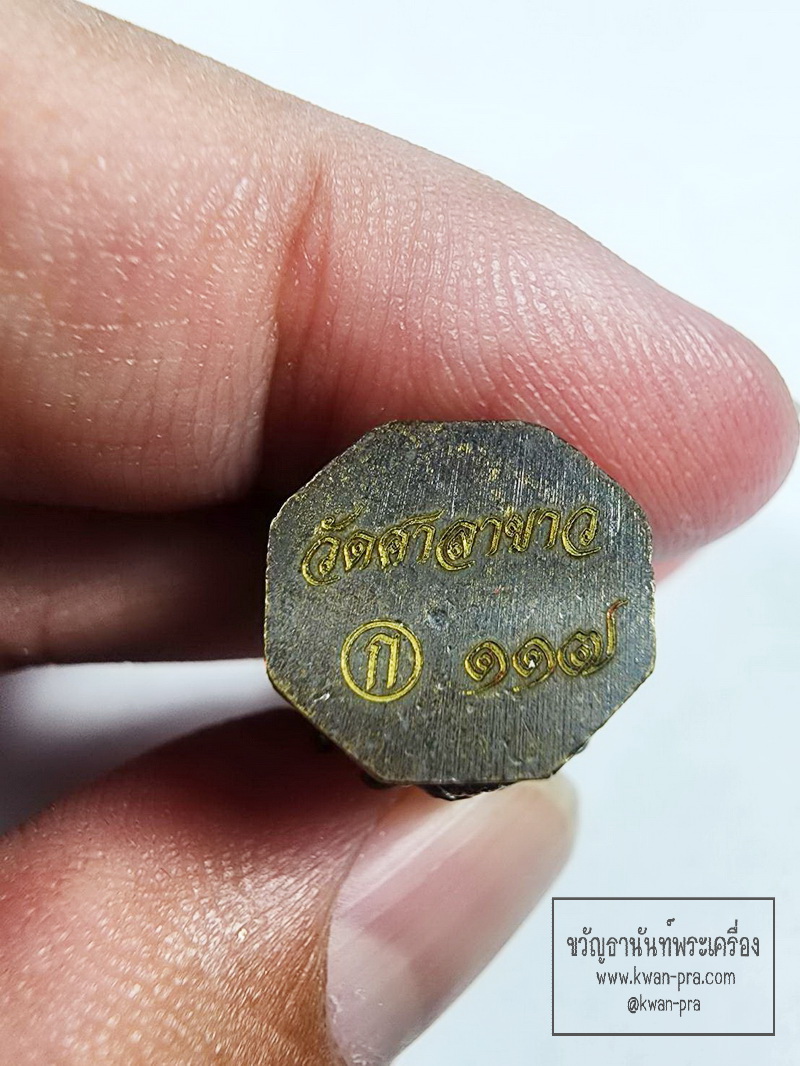 วัดศาลาขาว
ก ๑๑๗
ขวัญธานันท์พระเครื่อง
www.kwan-pra.com
@kwan-pra